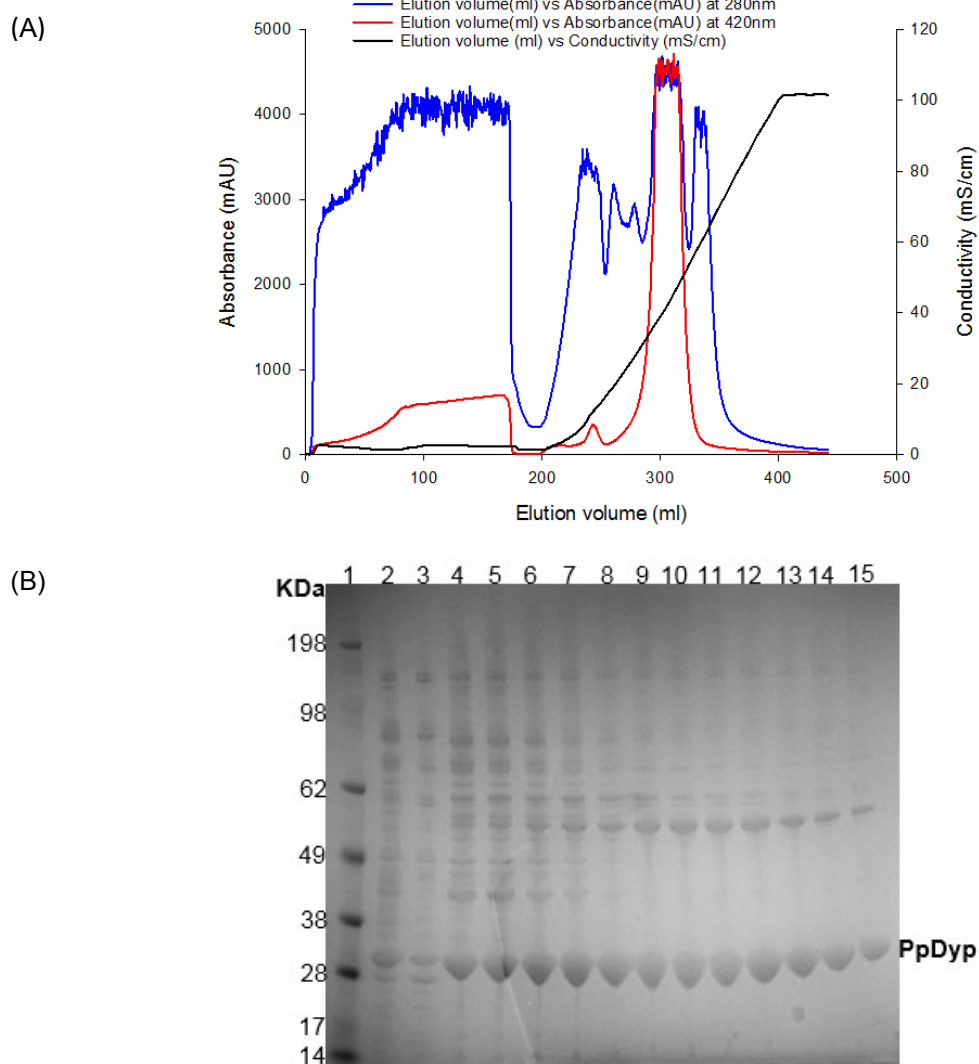 (A)
Elution volume(ml) vs Absorbance(mAU) at 280nm
Elution volume(ml) vs Absorbance(mAU) at 420nm
Elution volume (ml) vs Conductivity (mS/cm)
5000
4000
3000
2000
1000
0
Absorbance (mAU)
120
100
80
60
40
20
0
Conductivity (mS/cm)
0 100 200 300 400 500
Elution volume (ml)
(B)
KDa 1 2 3 4 5 6 7 8 9 10 11 12 13 14 15
198
98
62
49
38
PpDyp
28
17
14